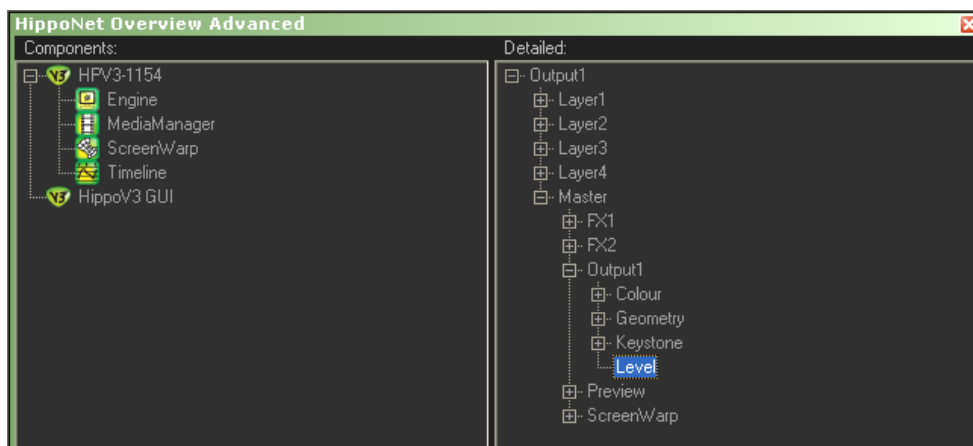 HippoNet Overview Advanced
Components:
HPV3-1154
Engine
MediaManager
ScreenWarp
Timeline
HippoV3 GUI
Detailed:
Output1
Layer1
Layer2
Layer3
Layer4
Master
FX1
FX2
Output1
Colour
Geometry
Keystone
Level
Preview
ScreenWarp